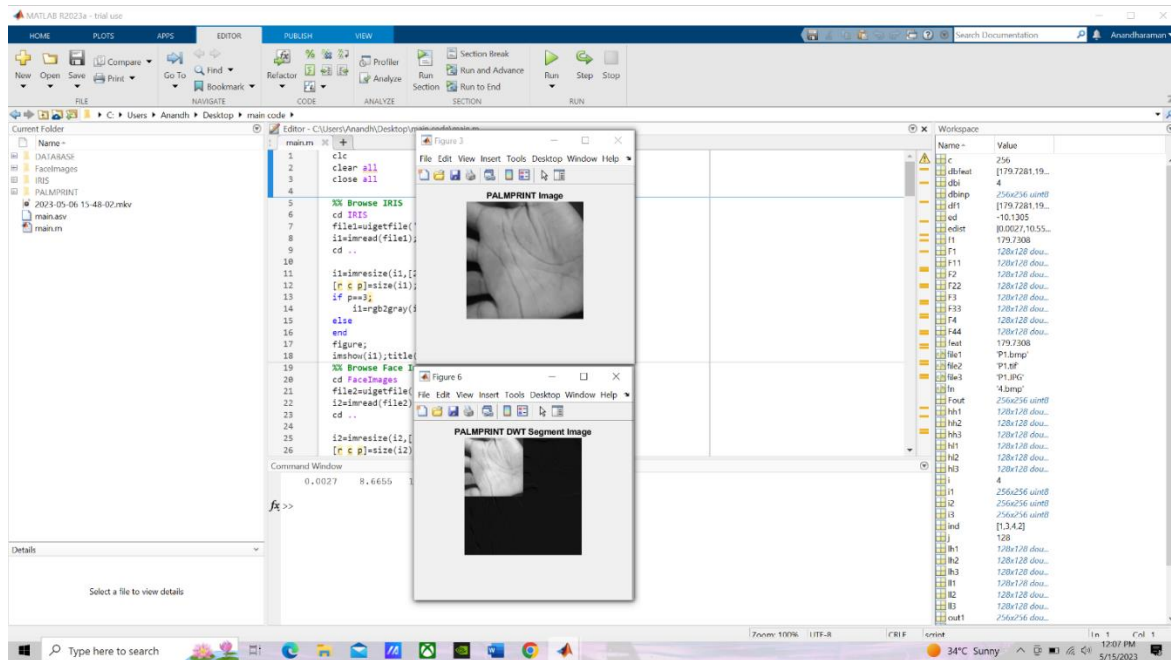 MATLAB R2023a - trial use
HOME PLOTS APPS EDITOR PUBLISH VIEW Search Documentation Anandharaman
New Open Save Compare Print Go To Find Bookmark Refactor Profiler Analyze Run Section Section Break Run and Advance Run to End Run Step Stop
FILE NAVIGATE CODE ANALYZE SECTION RUN
C: Users Anandh Desktop main code
Current Folder
Name
DATABASE
FaceImages
IRIS
PALMPRINT
2023-05-06 15-48-02.mkv
main.asv
main.m
Details
Select a file to view details
Editor - C:\Users\Anandh\Desktop\main code\main.m
main.m
1 clc
2 clear all
3 close all
4
5 %% Browse IRIS
6 cd IRIS
7 file1=uigetfile('
8 i1=imread(file1);
9 cd ..
10
11 i1=imresize(i1,[2
12 [r c p]=size(i1);
13 if p==3;
14 i1=rgb2gray(i
15 else
16 end
17 figure;
18 imshow(i1);title(
19 %% Browse Face I
20 cd FaceImages
21 file2=uigetfile(
22 i2=imread(file2)
23 cd ..
24
25 i2=imresize(i2,[
26 [r c p]=size(i2)
Command Window
0.0027 8.6655 1
fx >>
Figure 3
File Edit View Insert Tools Desktop Window Help
PALMPRINT Image
Figure 6
File Edit View Insert Tools Desktop Window Help
PALMPRINT DWT Segment Image
Workspace
Name Value
c 256
dbfeat [179.7281,19...
dbi 4
dbinp 256x256 uint8
df1 [179.7281,19...
ed -10.1305
edist [0.0027,10.55...
f1 179.7308
F1 128x128 dou...
F11 128x128 dou...
F2 128x128 dou...
F22 128x128 dou...
F3 128x128 dou...
F33 128x128 dou...
F4 128x128 dou...
F44 128x128 dou...
feat 179.7308
file1 'P1.bmp'
file2 'P1.tif'
file3 'P1.JPG'
fn '4.bmp'
Fout 256x256 uint8
hh1 128x128 dou...
hh2 128x128 dou...
hh3 128x128 dou...
hl1 128x128 dou...
hl2 128x128 dou...
hl3 128x128 dou...
i 4
i1 256x256 uint8
i2 256x256 uint8
i3 256x256 uint8
ind [1,3,4,2]
j 128
lh1 128x128 dou...
lh2 128x128 dou...
lh3 128x128 dou...
ll1 128x128 dou...
ll2 128x128 dou...
ll3 128x128 dou...
out1 256x256 dou...
Zoom: 100% UTF-8 CRLF script Ln 1 Col 1
Type here to search
34°C Sunny
12:07 PM
5/15/2023